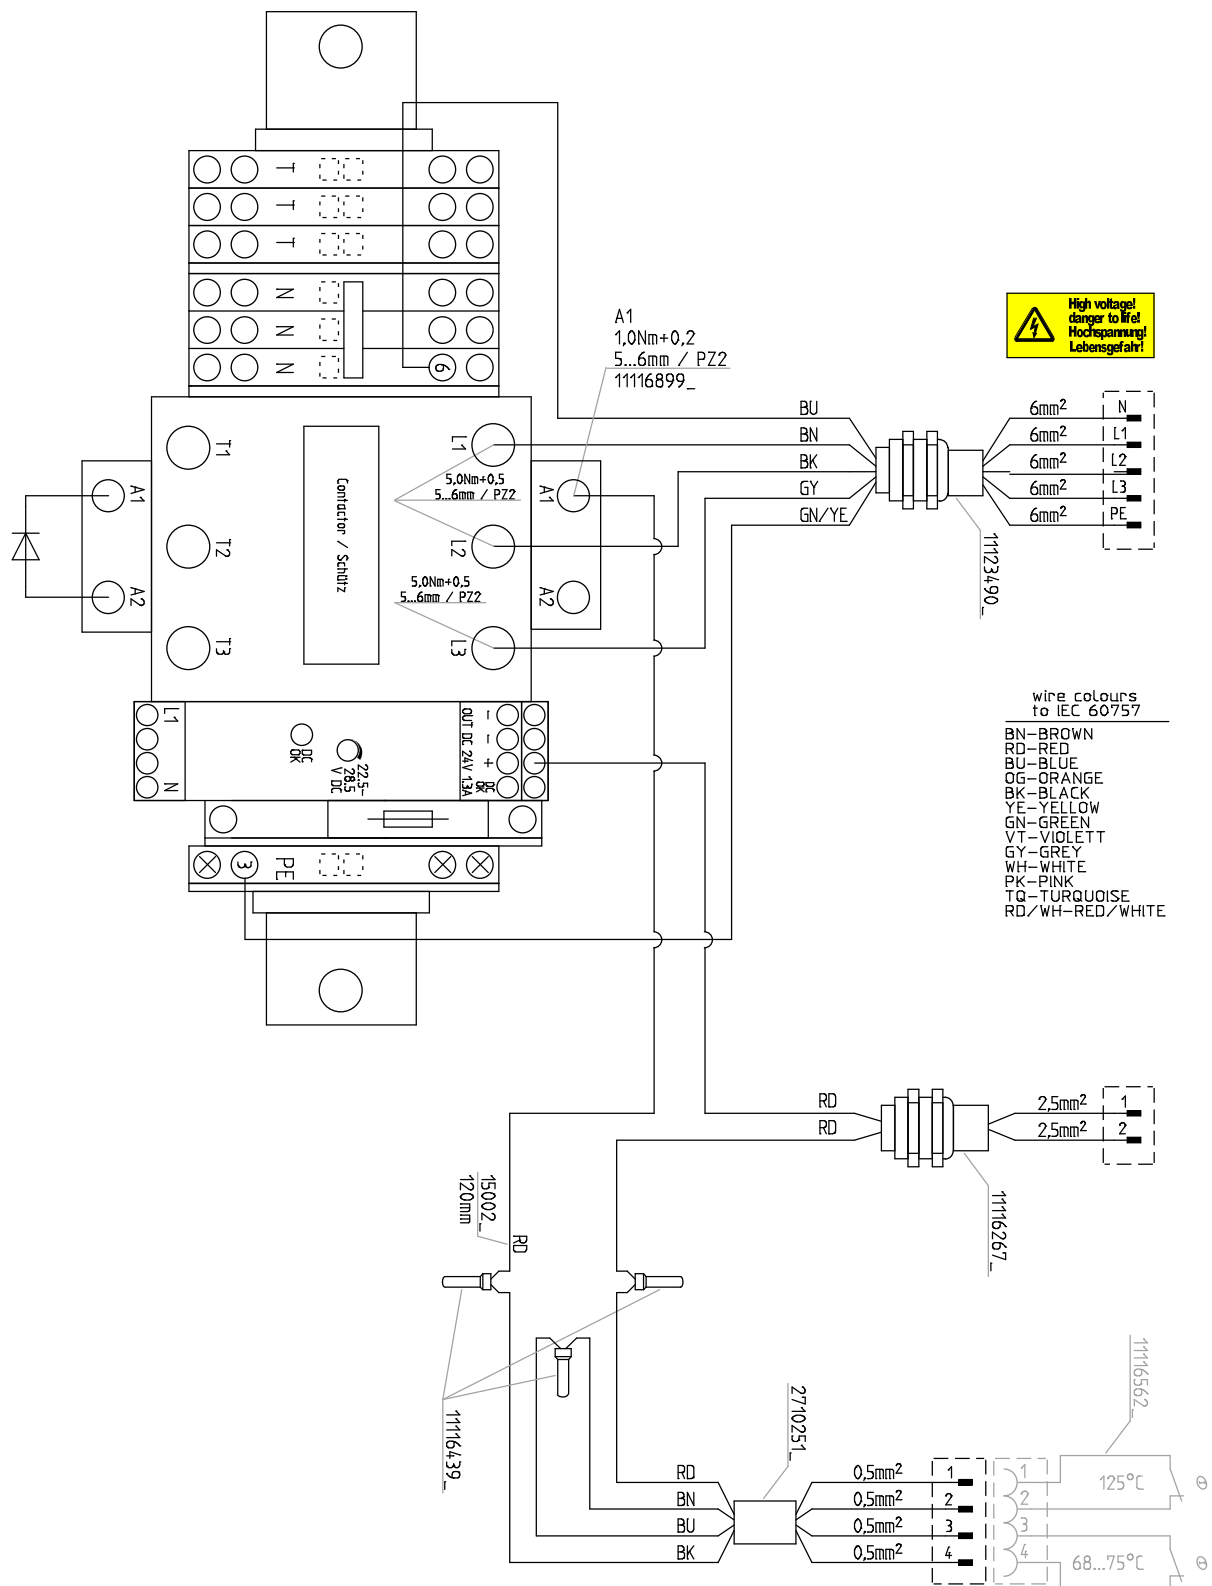 T
T
T
N
N
N
6
A1
1,0Nm+0,2
5...6mm / PZ2
11116899_
High voltage!
danger to life!
Hochspannung!
Lebensgefahr!
BU
BN
BK
GY
GN/YE
6mm²
6mm²
6mm²
6mm²
6mm²
N
L1
L2
L3
PE
11123490_
T1
T2
T3
A1
A2
Contactor / Schütz
L1
5,0Nm+0,5
5...6mm / PZ2
L2
5,0Nm+0,5
5...6mm / PZ2
L3
A1
A2
L1
N
DC
OK
22.5-
28.5
V DC
OUT DC 24V 1.3A
-
-
+
DC
OK
3
PE
wire colours
to IEC 60757
BN-BROWN
RD-RED
BU-BLUE
OG-ORANGE
BK-BLACK
YE-YELLOW
GN-GREEN
VT-VIOLETT
GY-GREY
WH-WHITE
PK-PINK
TQ-TURQUOISE
RD/WH-RED/WHITE
RD
RD
2,5mm²
2,5mm²
1
2
11116267_
15002_
120mm
RD
11116439_
2710251_
RD
BN
BU
BK
0,5mm²
0,5mm²
0,5mm²
0,5mm²
1
2
3
4
1
2
3
4
11116562_
125°C
68...75°C